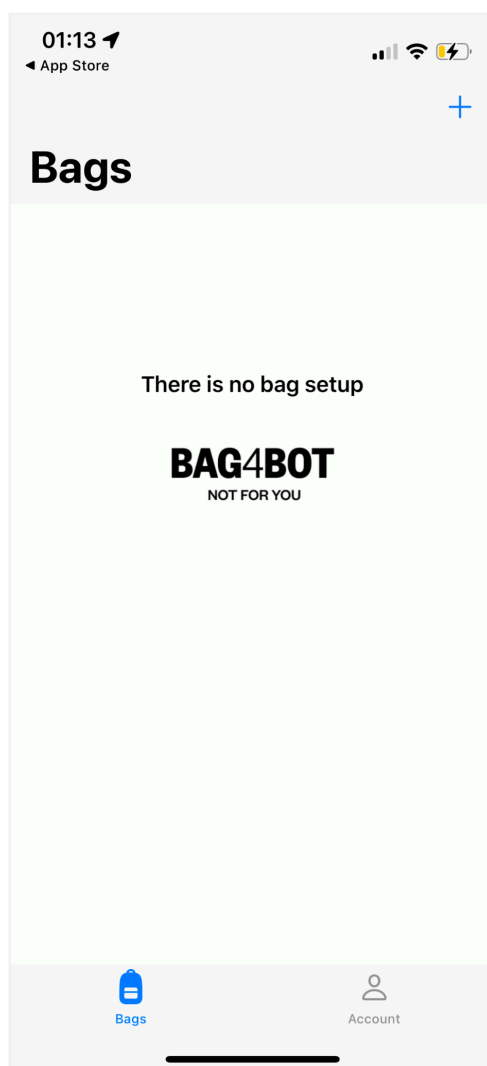 01:13
◀ App Store
+
Bags
There is no bag setup
BAG4BOT
NOT FOR YOU
Bags
Account